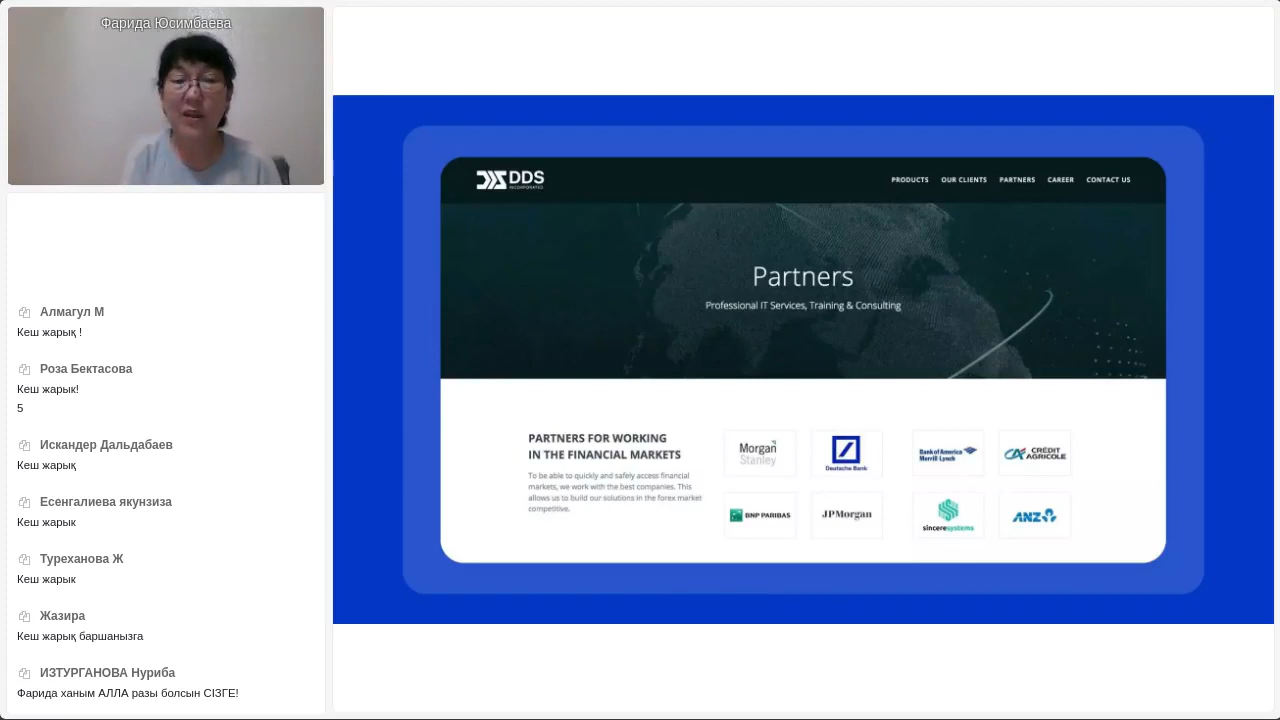 Фарида Юсимбаева
Алмагул М
Кеш жарық !
Роза Бектасова
Кеш жарык!
5
Искандер Дальдабаев
Кеш жарық
Есенгалиева якунзиза
Кеш жарык
Туреханова Ж
Кеш жарык
Жазира
Кеш жарық баршанызга
ИЗТУРГАНОВА Нуриба
Фарида ханым АЛЛА разы болсын СІЗГЕ!
DDS
INCORPORATED
PRODUCTS OUR CLIENTS PARTNERS CAREER CONTACT US
Partners
Professional IT Services, Training & Consulting
PARTNERS FOR WORKING
IN THE FINANCIAL MARKETS
To be able to quickly and safely access financial
markets, we work with the best companies. This
allows us to build our solutions in the forex market
competitive.
Morgan
Stanley
Deutsche Bank
Bank of America
Merrill Lynch
CA CRÉDIT
AGRICOLE
BNP PARIBAS
JPMorgan
sinceresystems
ANZ